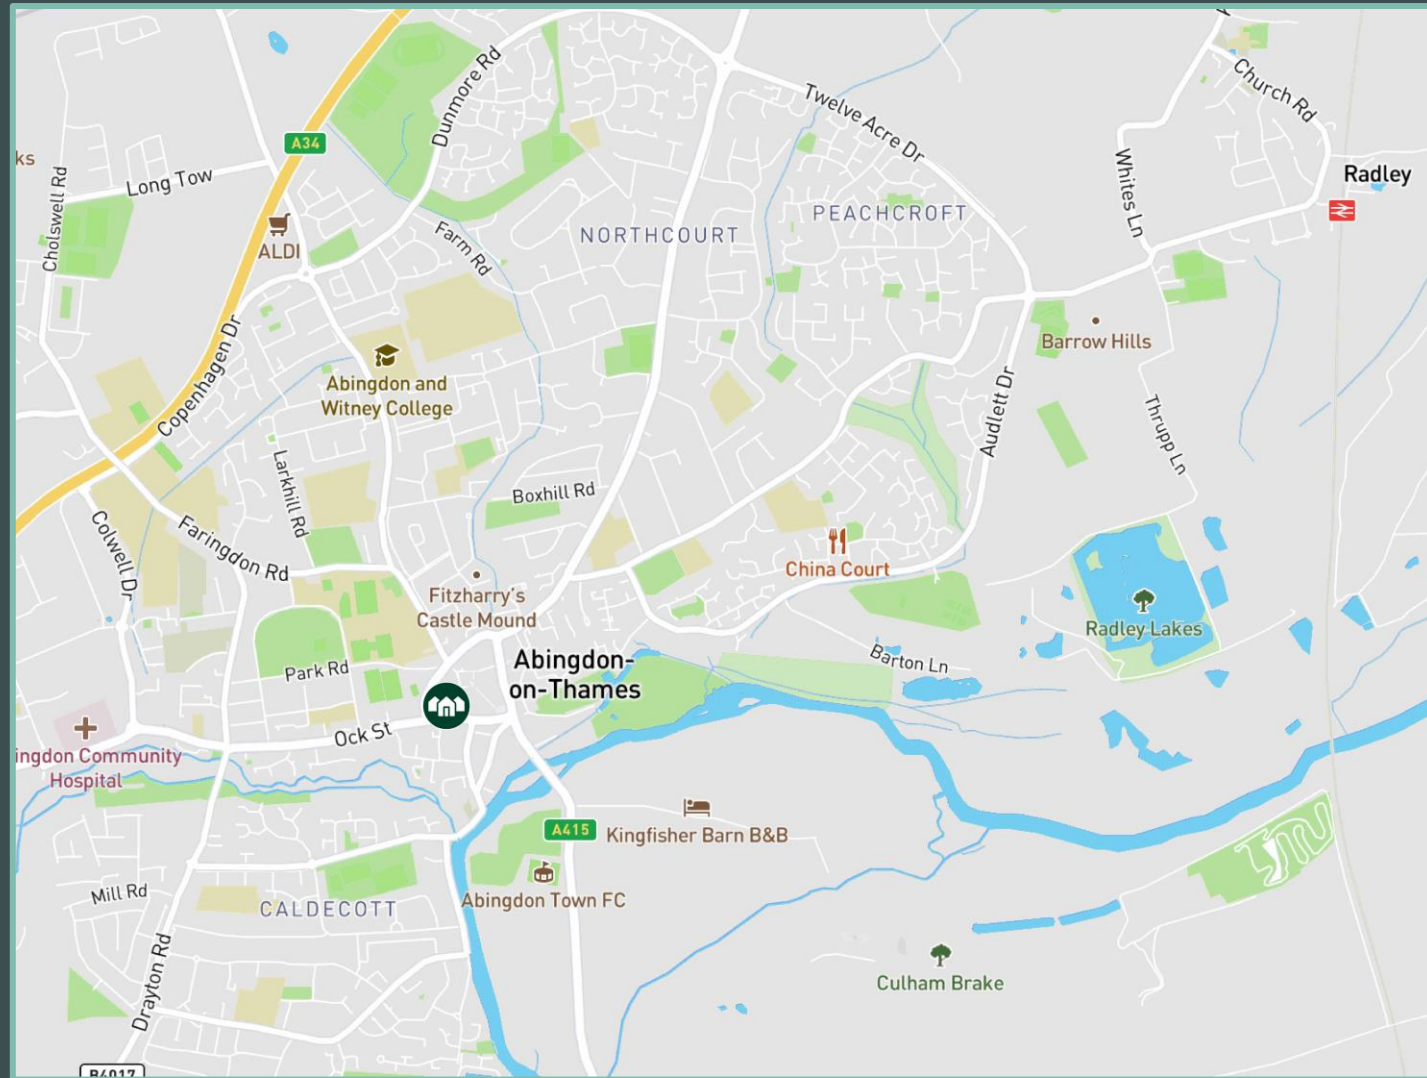 Church Rd
Twelve Acre Dr
Dunmore Rd
A34
ks
Long Tow
Cholswell Rd
Whites Ln
Radley
PEACHCROFT
NORTHCOURT
ALDI
Farm Rd
Barrow Hills
Copenhagen Dr
Abingdon and
Witney College
Audlett Dr
Thrupp Ln
Larkhill Rd
Boxhill Rd
Colwell Dr
Faringdon Rd
China Court
Fitzharry's
Castle Mound
Radley Lakes
Park Rd
Abingdon-
on-Thames
Barton Ln
Ock St
ingdon Community
Hospital
A415
Kingfisher Barn B&B
Mill Rd
CALDECOTT
Abingdon Town FC
Drayton Rd
Culham Brake
B4017